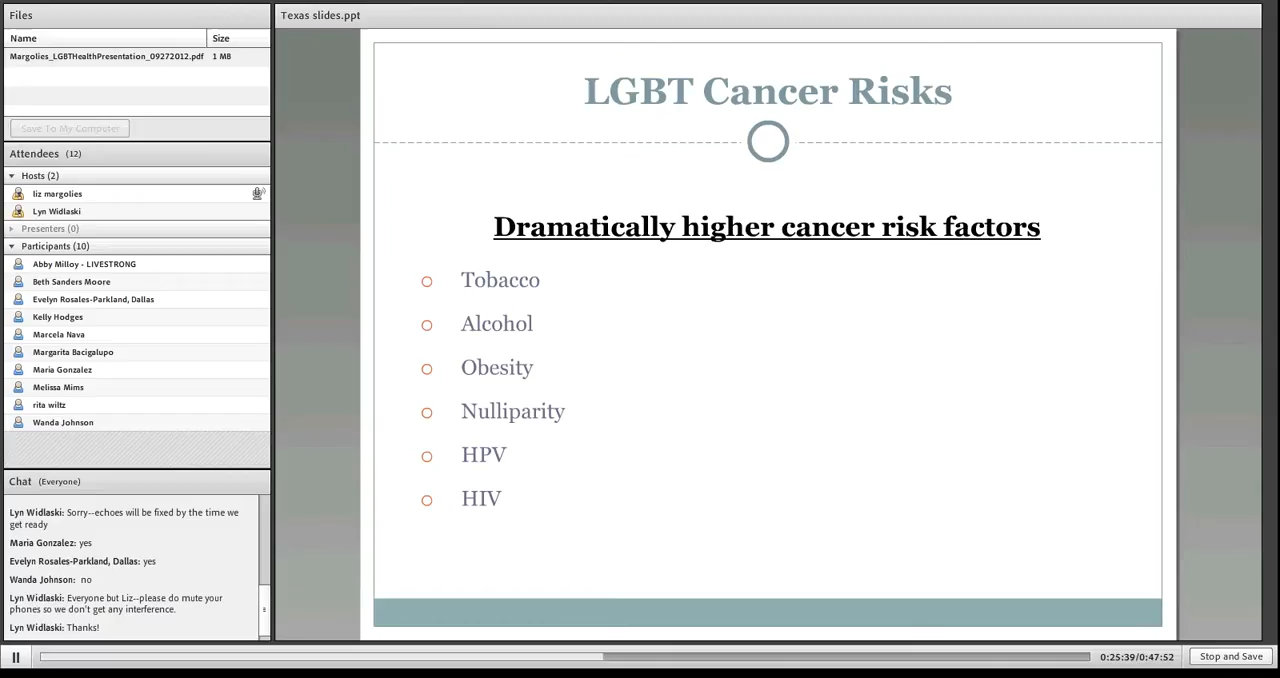 Files
Name Size
Margolies_LGBTHealthPresentation_09272012.pdf 1 MB
Save To My Computer
Attendees (12)
Hosts (2)
liz margolies
Lyn Widlaski
Presenters (0)
Participants (10)
Abby Milloy - LIVESTRONG
Beth Sanders Moore
Evelyn Rosales-Parkland, Dallas
Kelly Hodges
Marcela Nava
Margarita Bacigalupo
Maria Gonzalez
Melissa Mims
rita wiltz
Wanda Johnson
Chat (Everyone)
Lyn Widlaski: Sorry--echoes will be fixed by the time we
get ready
Maria Gonzalez: yes
Evelyn Rosales-Parkland, Dallas: yes
Wanda Johnson: no
Lyn Widlaski: Everyone but Liz--please do mute your
phones so we don't get any interference.
Lyn Widlaski: Thanks!
Texas slides.ppt
LGBT Cancer Risks
Dramatically higher cancer risk factors
Tobacco
Alcohol
Obesity
Nulliparity
HPV
HIV
0:25:39/0:47:52 Stop and Save